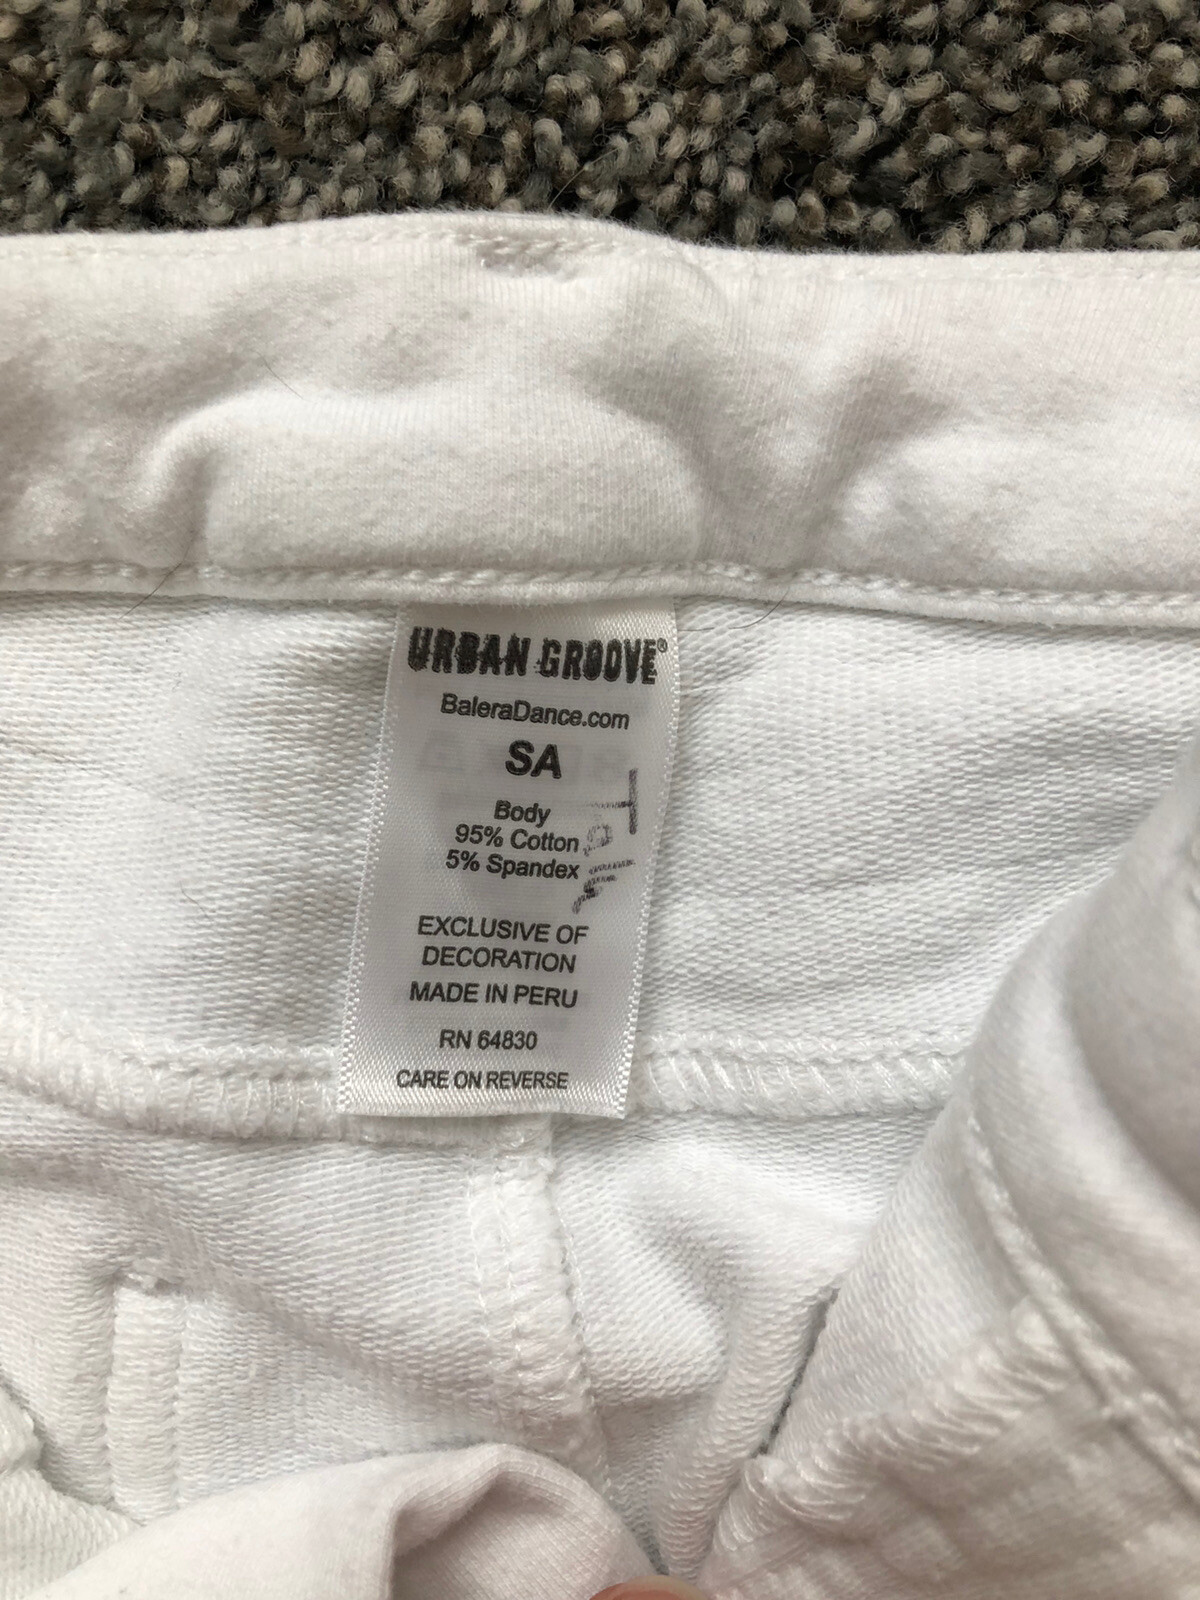 URBAN GROOVE®
BaleraDance.com
SA
Body
95% Cotton
5% Spandex
EXCLUSIVE OF
DECORATION
MADE IN PERU
RN 64830
CARE ON REVERSE